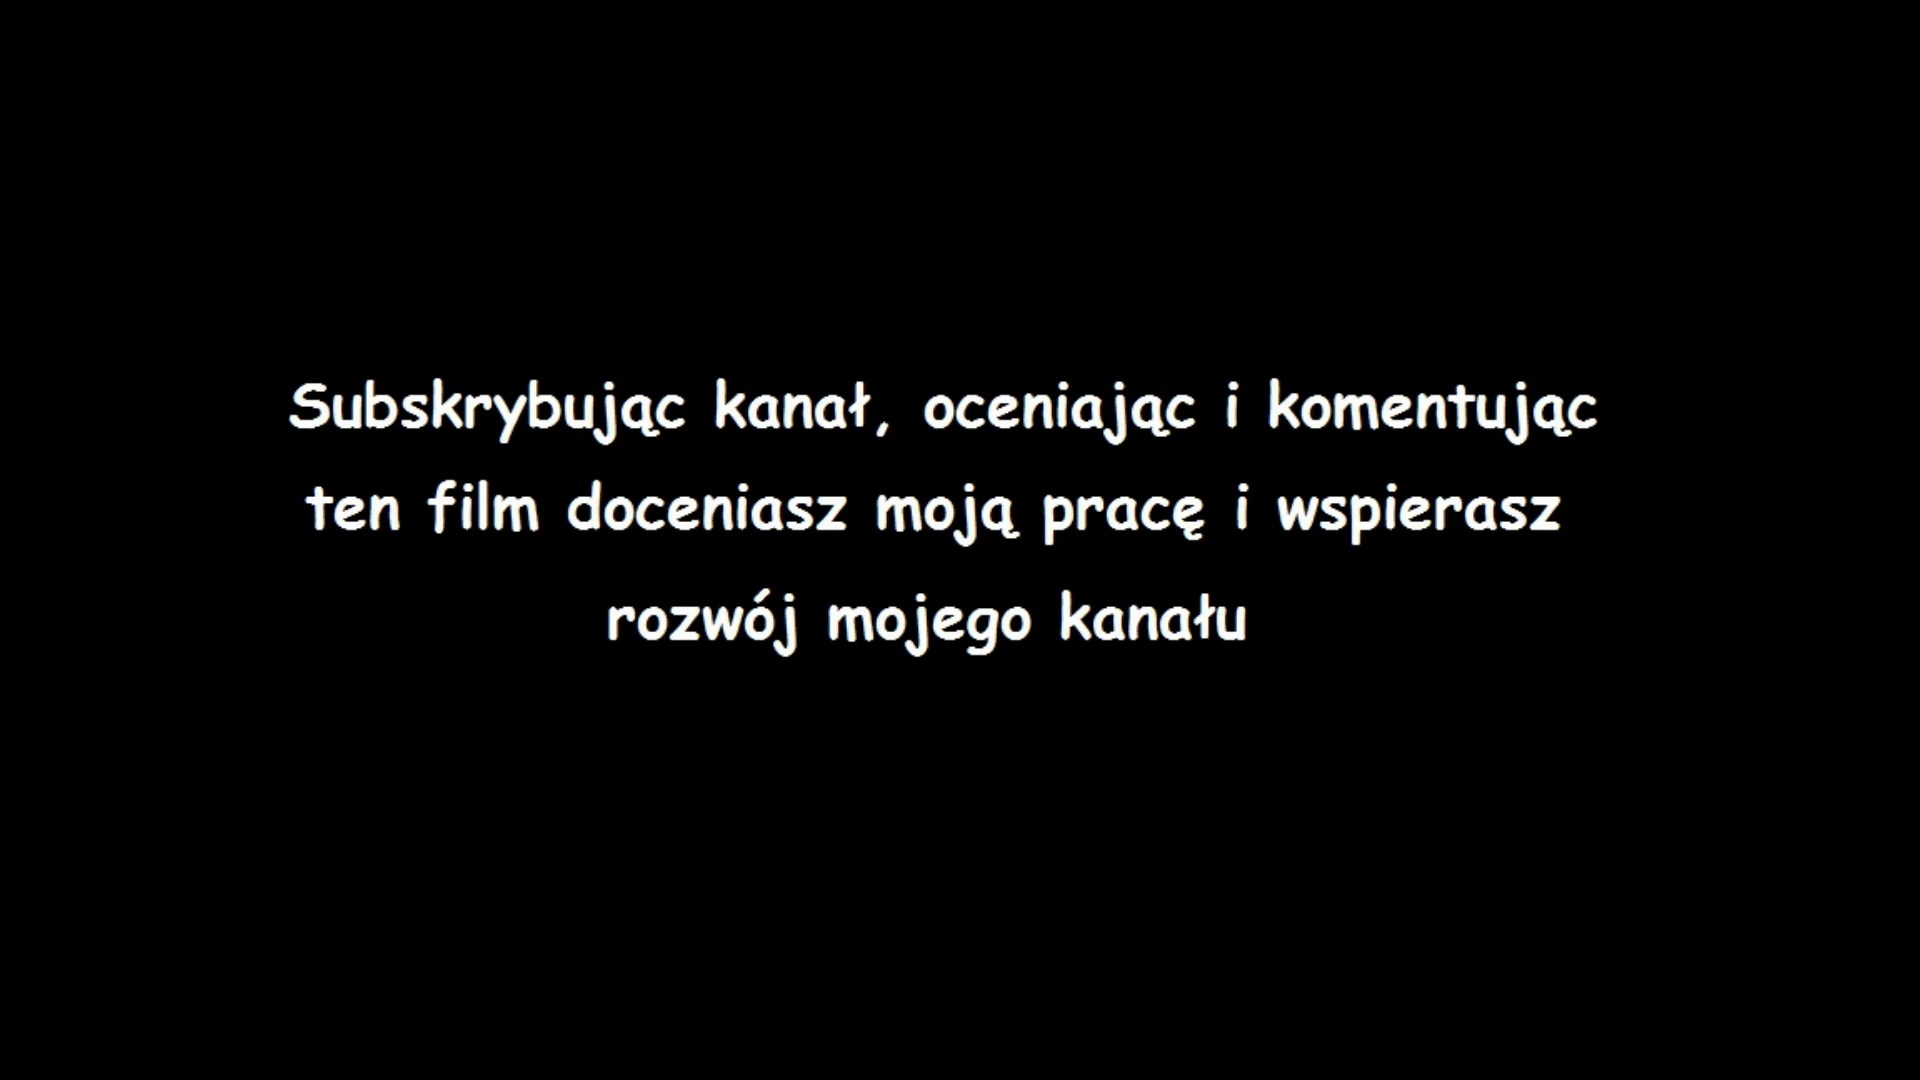 Subskrybując kanał, oceniając i komentując
ten film doceniasz moją pracę i wspierasz
rozwój mojego kanału